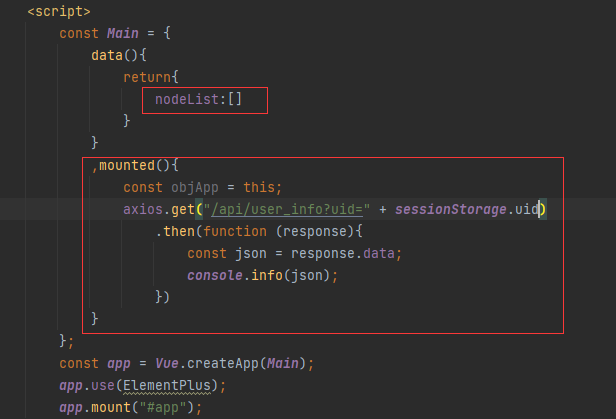 <script>
const Main = {
data(){
return{
nodeList:[]
}
}
,mounted(){
const objApp = this;
axios.get("/api/user_info?uid=" + sessionStorage.uid)
.then(function (response){
const json = response.data;
console.info(json);
})
}
};
const app = Vue.createApp(Main);
app.use(ElementPlus);
app.mount("#app");